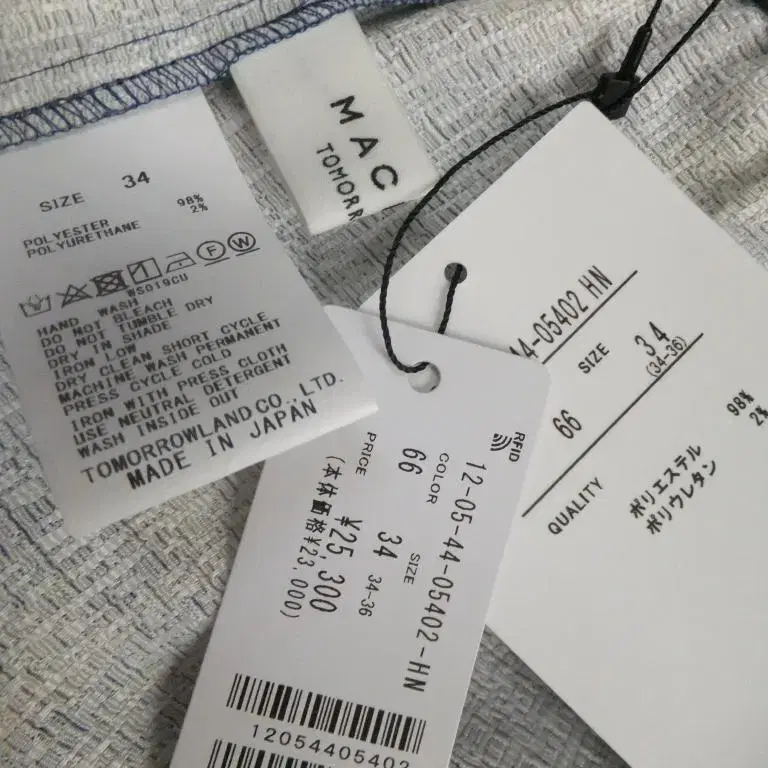 MAC
TOMORR
SIZE 34
POLYESTER 98%
POLYURETHANE 2%
F W
WS019CU
HAND WASH
DO NOT BLEACH
DO NOT TUMBLE DRY
DRY IN SHADE
IRON LOW
DRY CLEAN SHORT CYCLE
MACHINE WASH PERMANENT
PRESS CYCLE COLD
IRON WITH PRESS CLOTH
USE NEUTRAL DETERGENT
WASH INSIDE OUT
TOMORROWLAND CO., LTD.
MADE IN JAPAN
RFID
12-05-44-05402-HN
COLOR SIZE
66 34 34-36
PRICE ¥25,300
(本体価格¥23,000)
12054405402
4-05402 HN
SIZE 34
(34-36)
66
QUALITY
ポリエステル 98%
ポリウレタン 2%